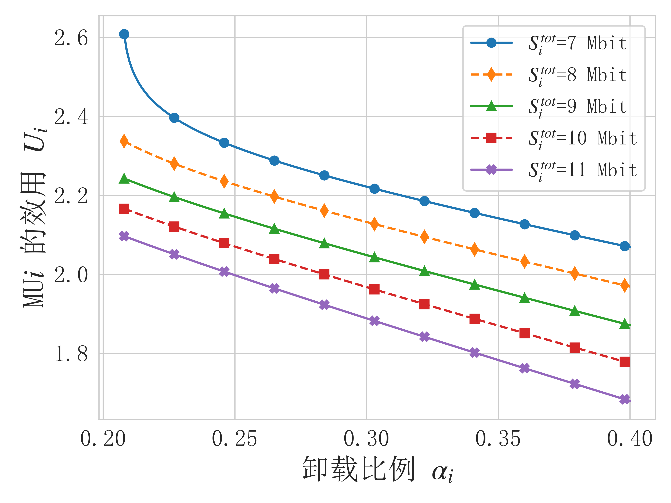 2.6
2.4
2.2
2.0
1.8
MUi 的效用 U_i
S_i^{tot}=7 Mbit
S_i^{tot}=8 Mbit
S_i^{tot}=9 Mbit
S_i^{tot}=10 Mbit
S_i^{tot}=11 Mbit
0.20 0.25 0.30 0.35 0.40
卸载比例 α_i